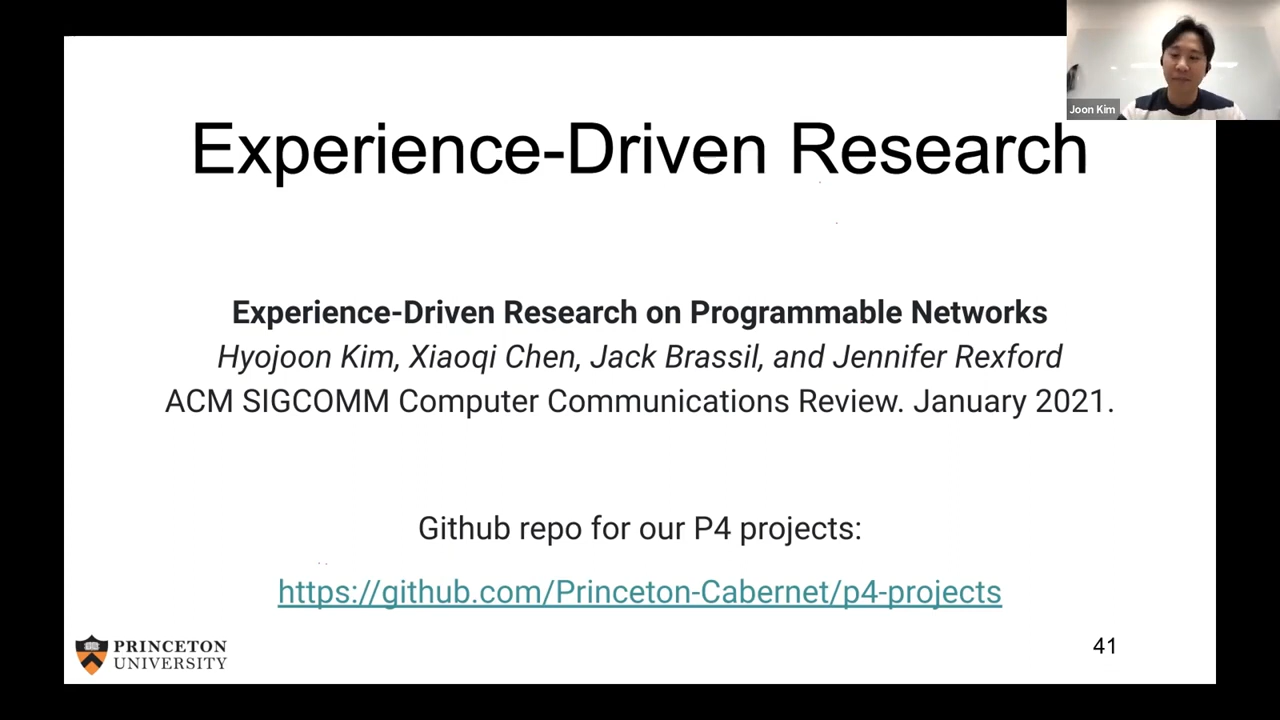 Joon Kim
Experience-Driven Research
Experience-Driven Research on Programmable Networks
Hyojoon Kim, Xiaoqi Chen, Jack Brassil, and Jennifer Rexford
ACM SIGCOMM Computer Communications Review. January 2021.
Github repo for our P4 projects:
https://github.com/Princeton-Cabernet/p4-projects
PRINCETON
UNIVERSITY
41